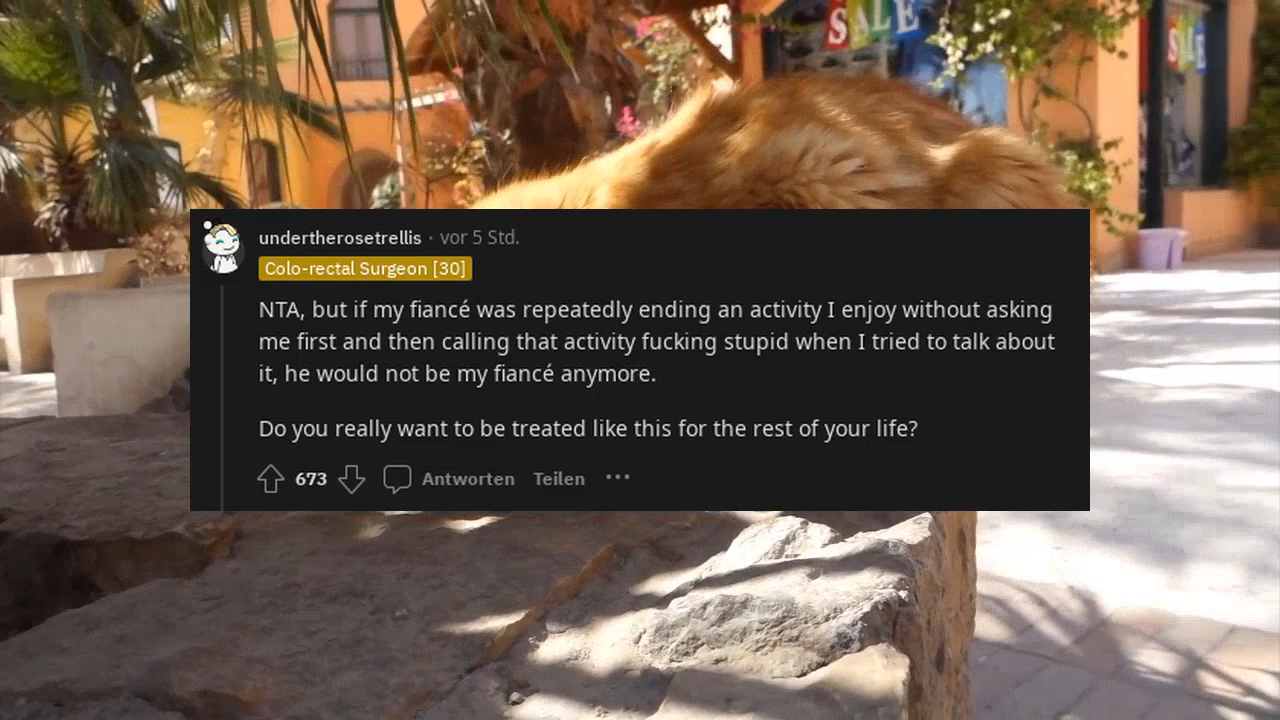 SALE
SALE
undertherosetrellis · vor 5 Std.
Colo-rectal Surgeon [30]
NTA, but if my fiancé was repeatedly ending an activity I enjoy without asking
me first and then calling that activity fucking stupid when I tried to talk about
it, he would not be my fiancé anymore.
Do you really want to be treated like this for the rest of your life?
673 Antworten Teilen ···